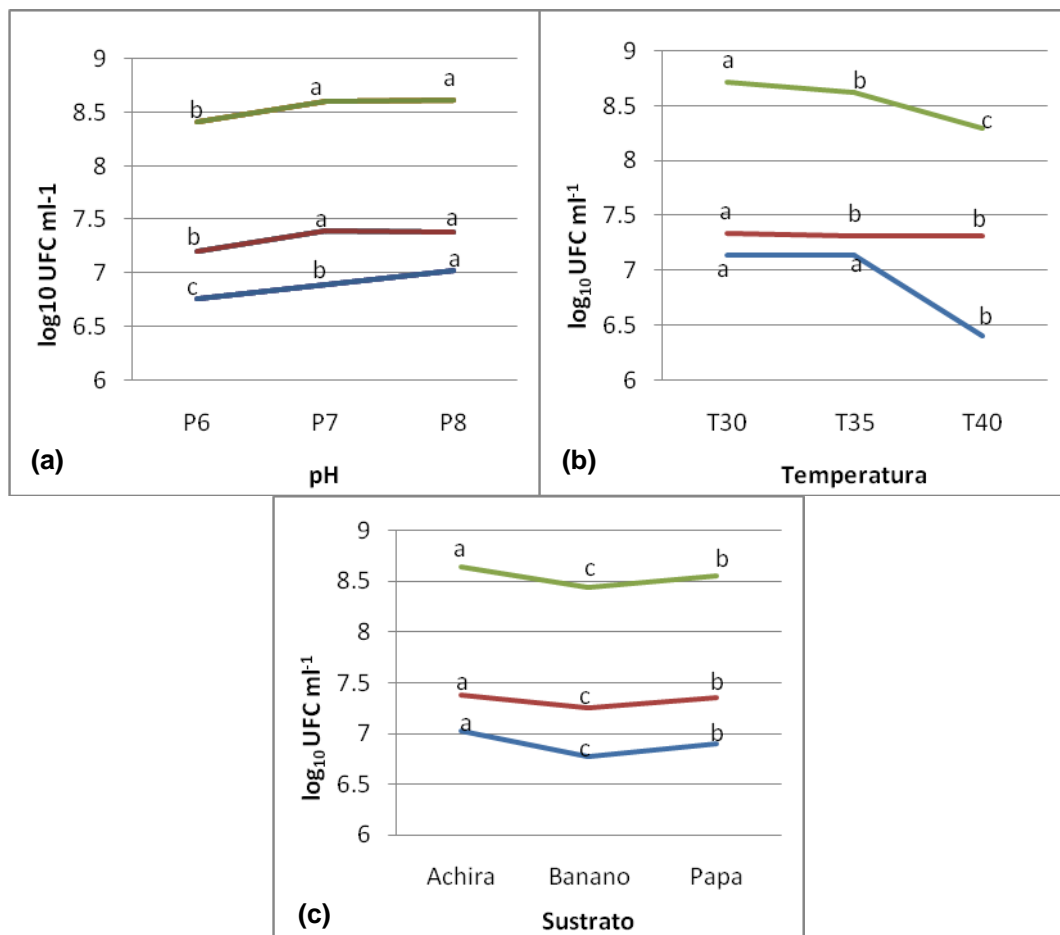 9
8.5
8
7.5
7
6.5
6
log10 UFC ml-1
b
a
a
b
a
a
c
b
a
P6 P7 P8
(a)
pH
9
8.5
8
7.5
7
6.5
6
log₁₀ UFC ml⁻¹
a
b
c
a
b
b
a
a
b
T30 T35 T40
(b)
Temperatura
9
8.5
8
7.5
7
6.5
6
log₁₀ UFC ml⁻¹
a
c
b
a
c
b
a
c
b
Achira Banano Papa
(c)
Sustrato